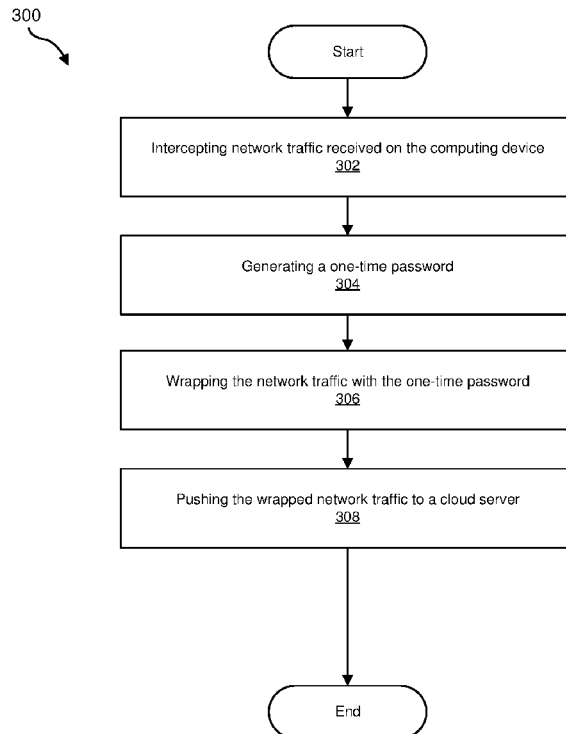 300
Start
Intercepting network traffic received on the computing device
302
Generating a one-time password
304
Wrapping the network traffic with the one-time password
306
Pushing the wrapped network traffic to a cloud server
308
End